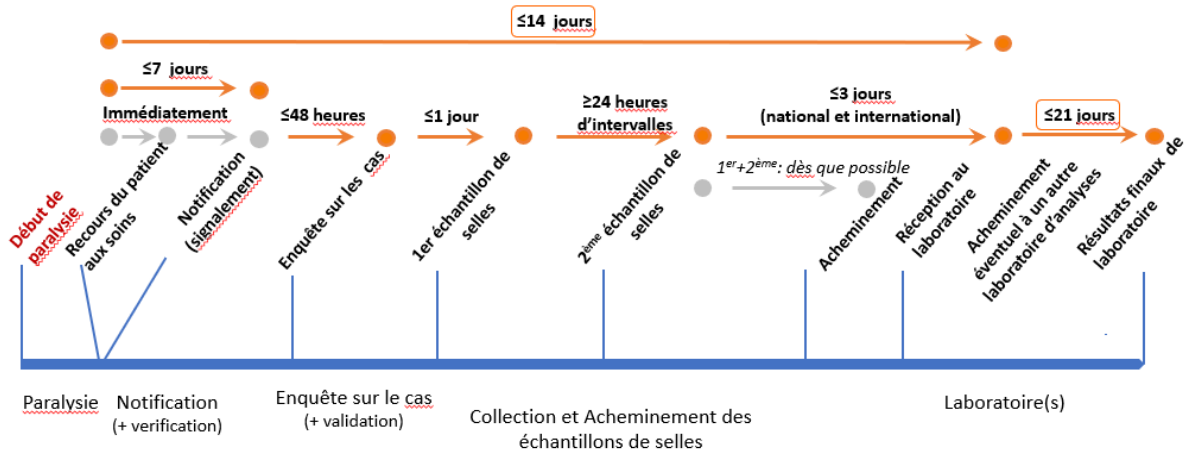 ≤14 jours
≤7 jours
Immédiatement
≤48 heures
≤1 jour
≥24 heures
d’intervalles
≤3 jours
(national et international)
≤21 jours
1er+2ème: dès que possible
Début de
paralysie
Recours du patient
aux soins
Notification
(signalement)
Enquête sur les cas
1er échantillon de
selles
2ème échantillon de
selles
Acheminement
Réception au
laboratoire
Acheminement
éventuel à un autre
laboratoire d’analyses
Résultats finaux de
laboratoire
Paralysie
Notification
(+ verification)
Enquête sur le cas
(+ validation)
Collection et Acheminement des
échantillons de selles
Laboratoire(s)